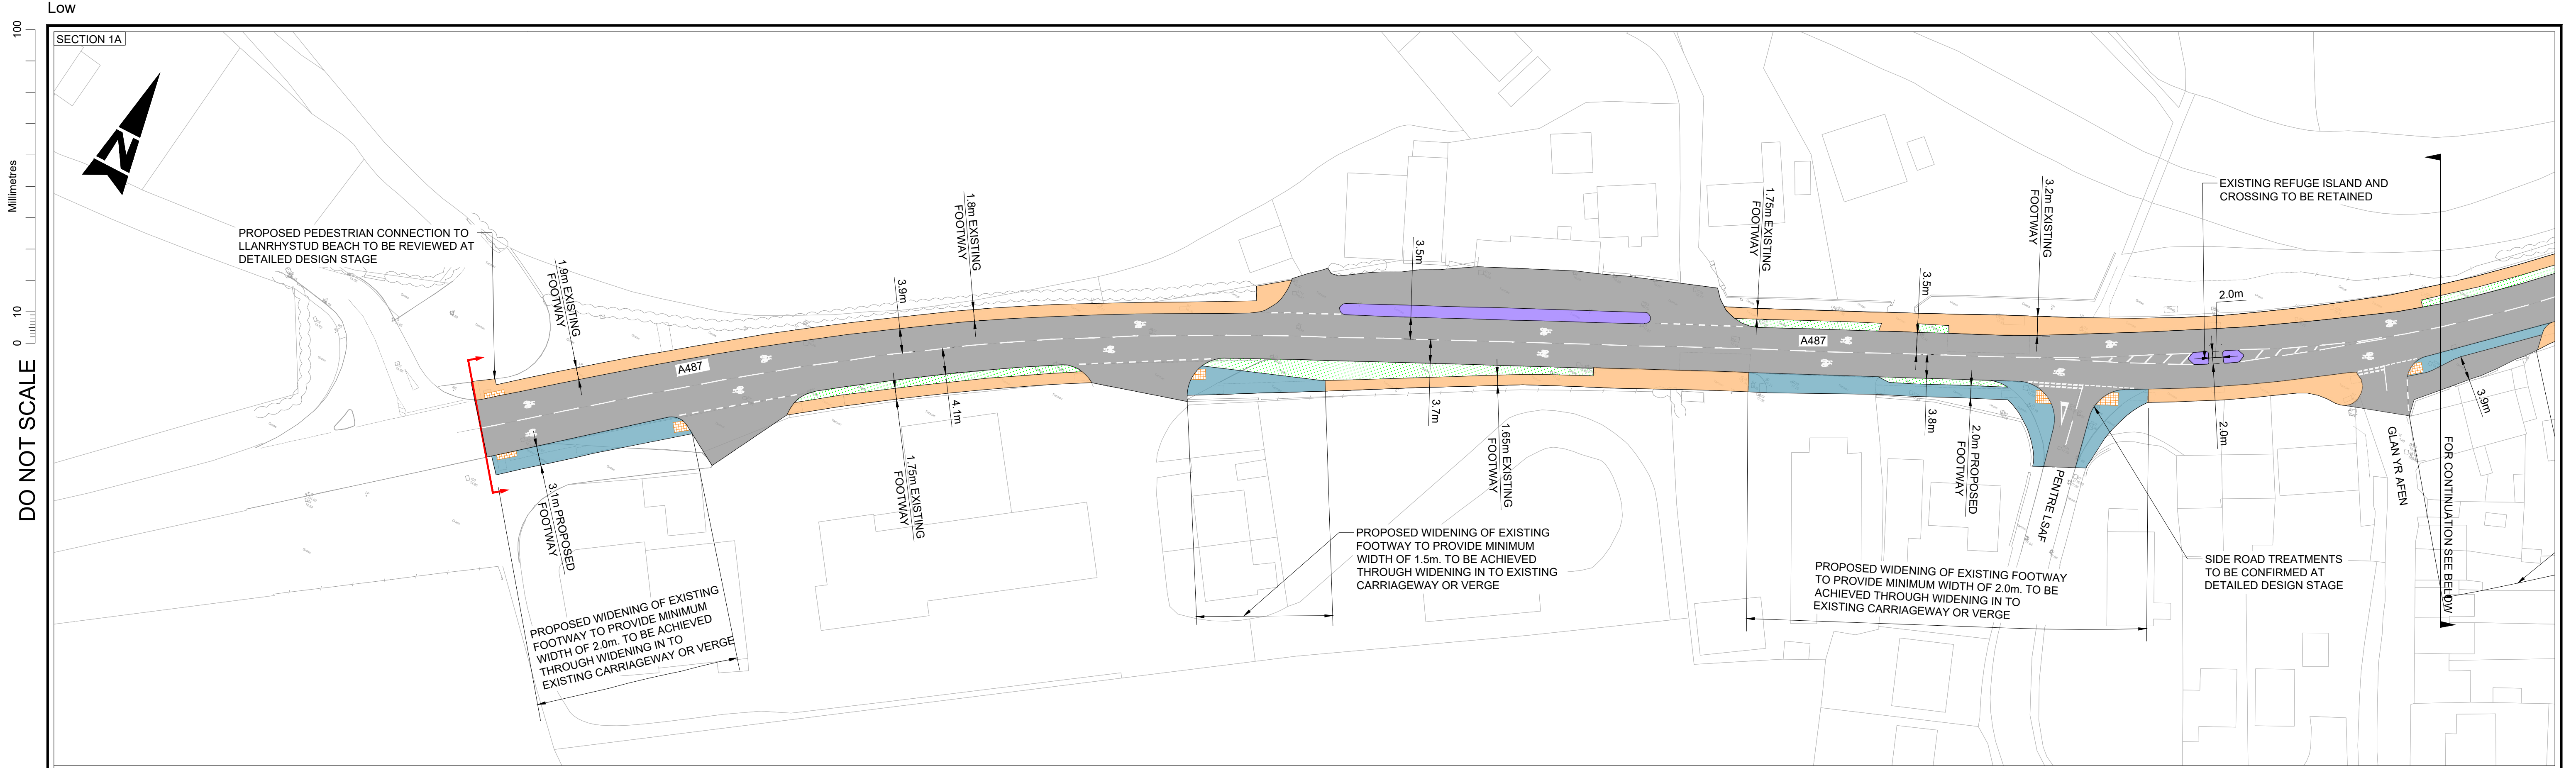 Low
100
Millimetres
10
0
DO NOT SCALE
SECTION 1A
N
PROPOSED PEDESTRIAN CONNECTION TO
LLANRHYSTUD BEACH TO BE REVIEWED AT
DETAILED DESIGN STAGE
1.9m EXISTING
FOOTWAY
3.9m
1.8m EXISTING
FOOTWAY
3.5m
1.75m EXISTING
FOOTWAY
3.5m
3.2m EXISTING
FOOTWAY
EXISTING REFUGE ISLAND AND
CROSSING TO BE RETAINED
2.0m
A487
A487
3.1m PROPOSED
FOOTWAY
1.75m EXISTING
FOOTWAY
4.1m
3.7m
1.65m EXISTING
FOOTWAY
3.8m
2.0m PROPOSED
FOOTWAY
PENTRE LSAF
2.0m
GLAN YR AFEN
3.9m
FOR CONTINUATION SEE BELOW
PROPOSED WIDENING OF EXISTING
FOOTWAY TO PROVIDE MINIMUM
WIDTH OF 2.0m. TO BE ACHIEVED
THROUGH WIDENING IN TO
EXISTING CARRIAGEWAY OR VERGE
PROPOSED WIDENING OF EXISTING
FOOTWAY TO PROVIDE MINIMUM
WIDTH OF 1.5m. TO BE ACHIEVED
THROUGH WIDENING IN TO EXISTING
CARRIAGEWAY OR VERGE
PROPOSED WIDENING OF EXISTING FOOTWAY
TO PROVIDE MINIMUM WIDTH OF 2.0m. TO BE
ACHIEVED THROUGH WIDENING IN TO
EXISTING CARRIAGEWAY OR VERGE
SIDE ROAD TREATMENTS
TO BE CONFIRMED AT
DETAILED DESIGN STAGE